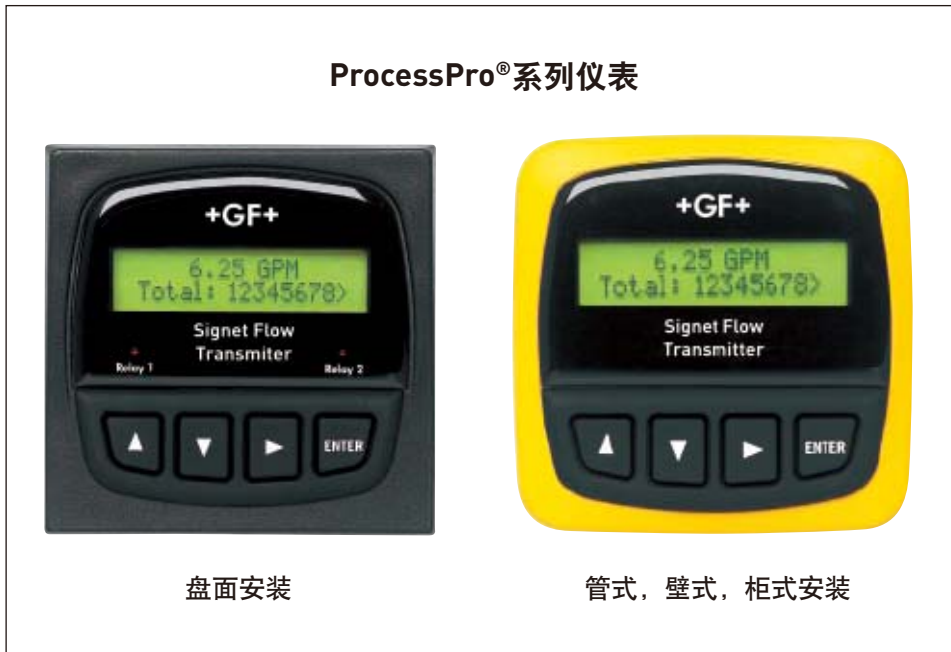 ProcessPro®系列仪表
+GF+
6.25 GPM
Total: 12345678>
Signet Flow
Transmiter
Relay 1
Relay 2
ENTER
+GF+
6.25 GPM
Total: 12345678>
Signet Flow
Transmitter
ENTER
盘面安装
管式，壁式，柜式安装